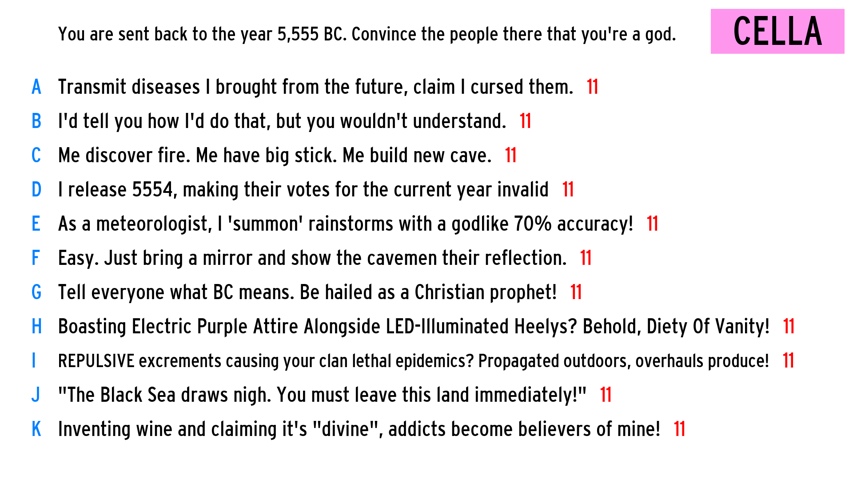 You are sent back to the year 5,555 BC. Convince the people there that you're a god.
CELLA
A Transmit diseases I brought from the future, claim I cursed them. 11
B I'd tell you how I'd do that, but you wouldn't understand. 11
C Me discover fire. Me have big stick. Me build new cave. 11
D I release 5554, making their votes for the current year invalid 11
E As a meteorologist, I 'summon' rainstorms with a godlike 70% accuracy! 11
F Easy. Just bring a mirror and show the cavemen their reflection. 11
G Tell everyone what BC means. Be hailed as a Christian prophet! 11
H Boasting Electric Purple Attire Alongside LED-Illuminated Heelys? Behold, Diety Of Vanity! 11
I REPULSIVE excrements causing your clan lethal epidemics? Propagated outdoors, overhauls produce! 11
J "The Black Sea draws nigh. You must leave this land immediately!" 11
K Inventing wine and claiming it's "divine", addicts become believers of mine! 11